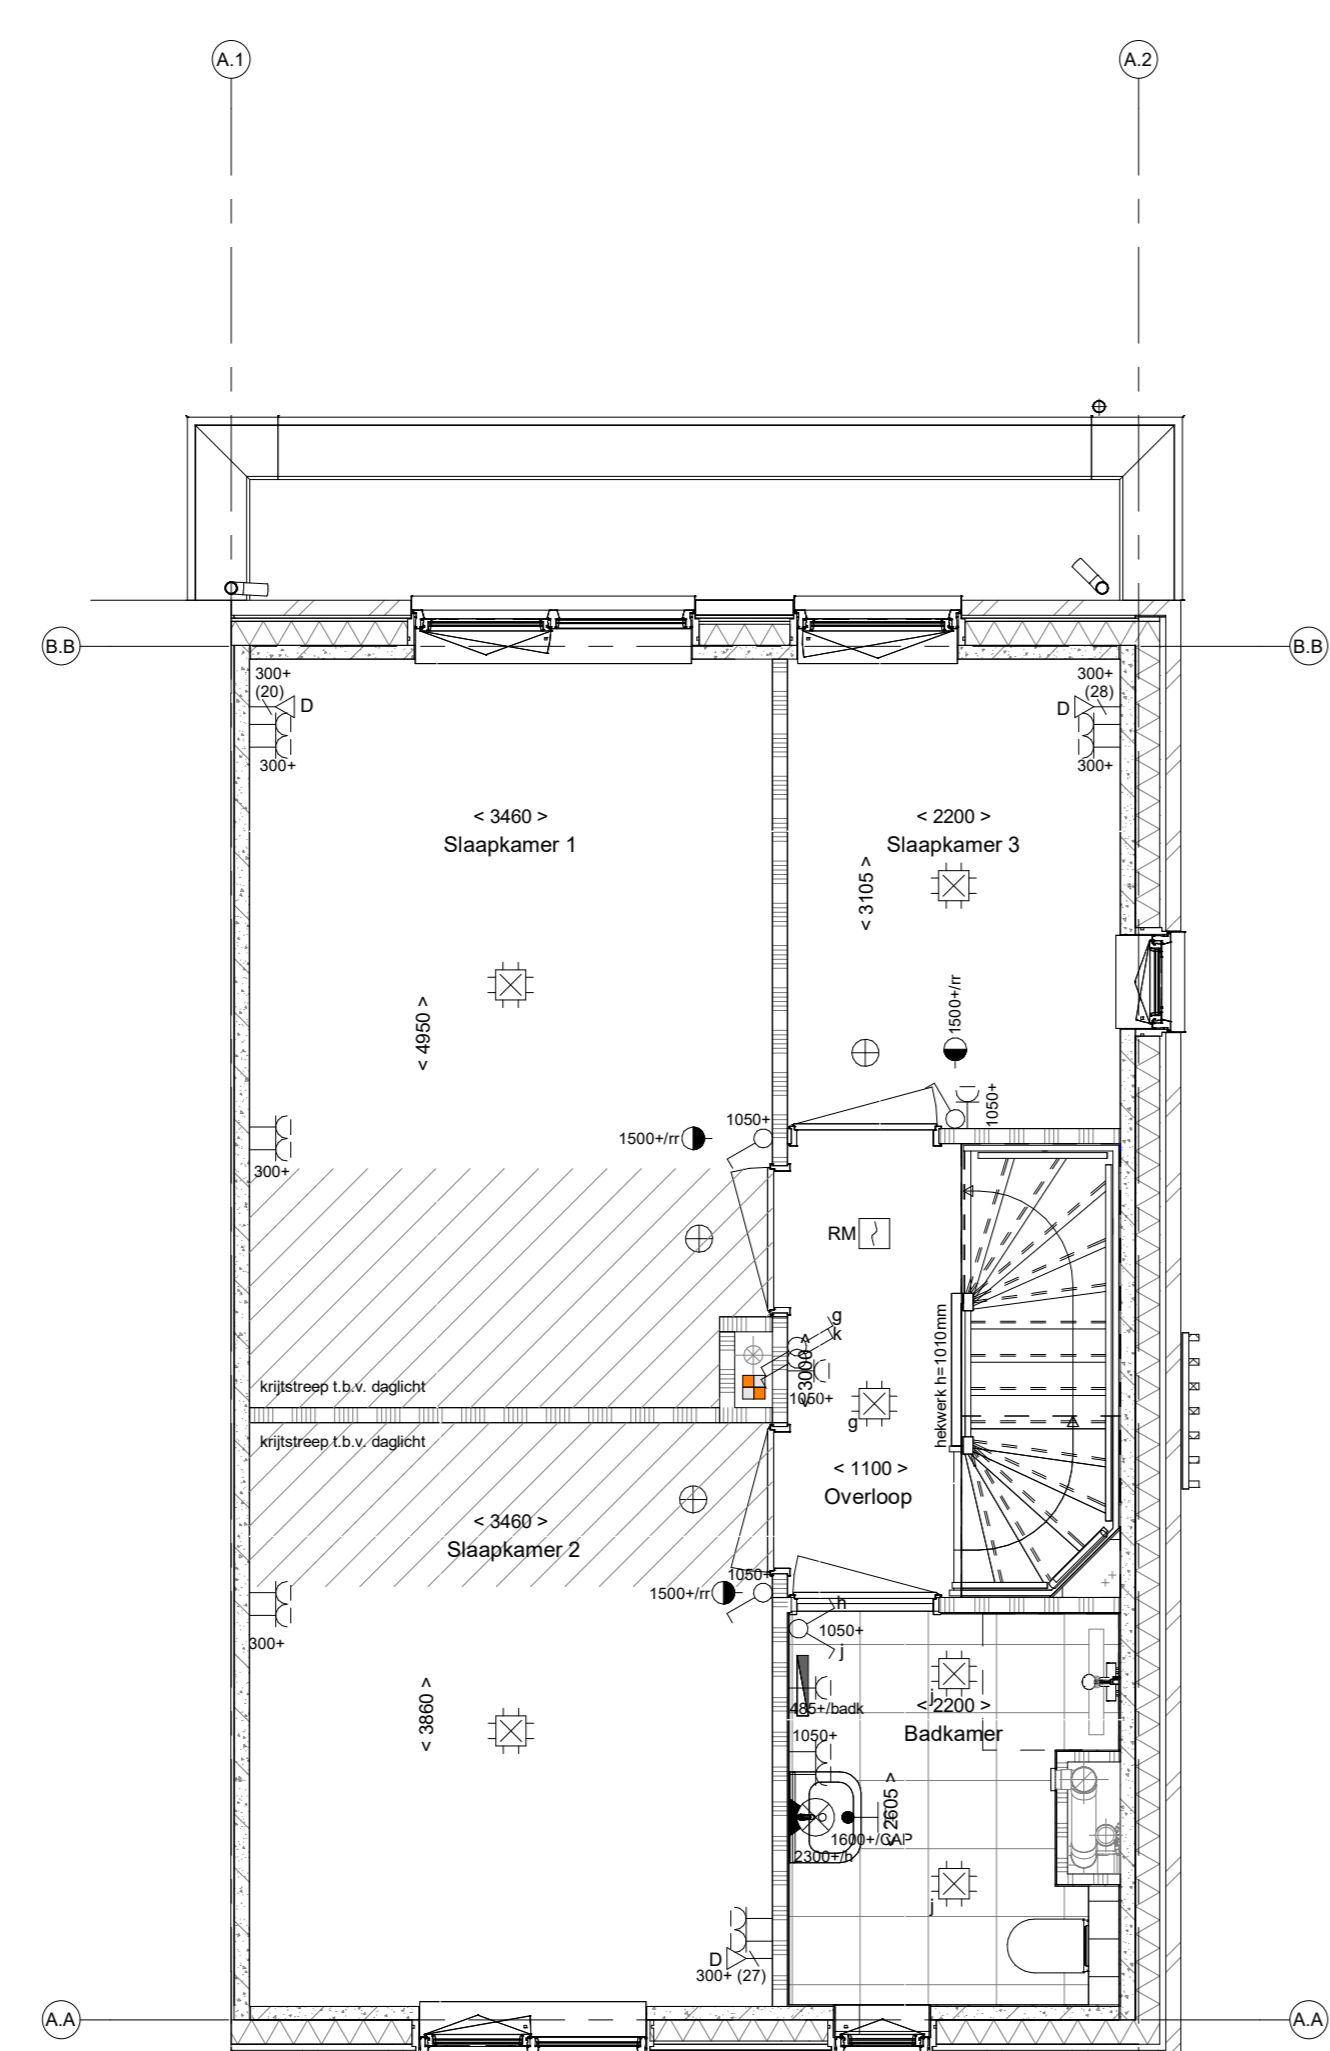 A.1
A.2
B.B
B.B
300+
(20)
D
300+
300+
(28)
D
300+
< 3460 >
Slaapkamer 1
< 2200 >
Slaapkamer 3
< 3105 >
< 4950 >
1500+/rr
1050+
1050+
1500+/rr
300+
RM
g
k
< 3000 >
1050+
g
hekwerk h=1010mm
krijtstreep t.b.v. daglicht
krijtstreep t.b.v. daglicht
< 1100 >
Overloop
< 3460 >
Slaapkamer 2
1050+
1500+/rr
300+
h
1050+
j
j
485+/badk
< 2200 >
Badkamer
1050+
< 3860 >
< 2605 >
1600+/CAP
2300+/h
j
D
300+ (27)
A.A
A.A